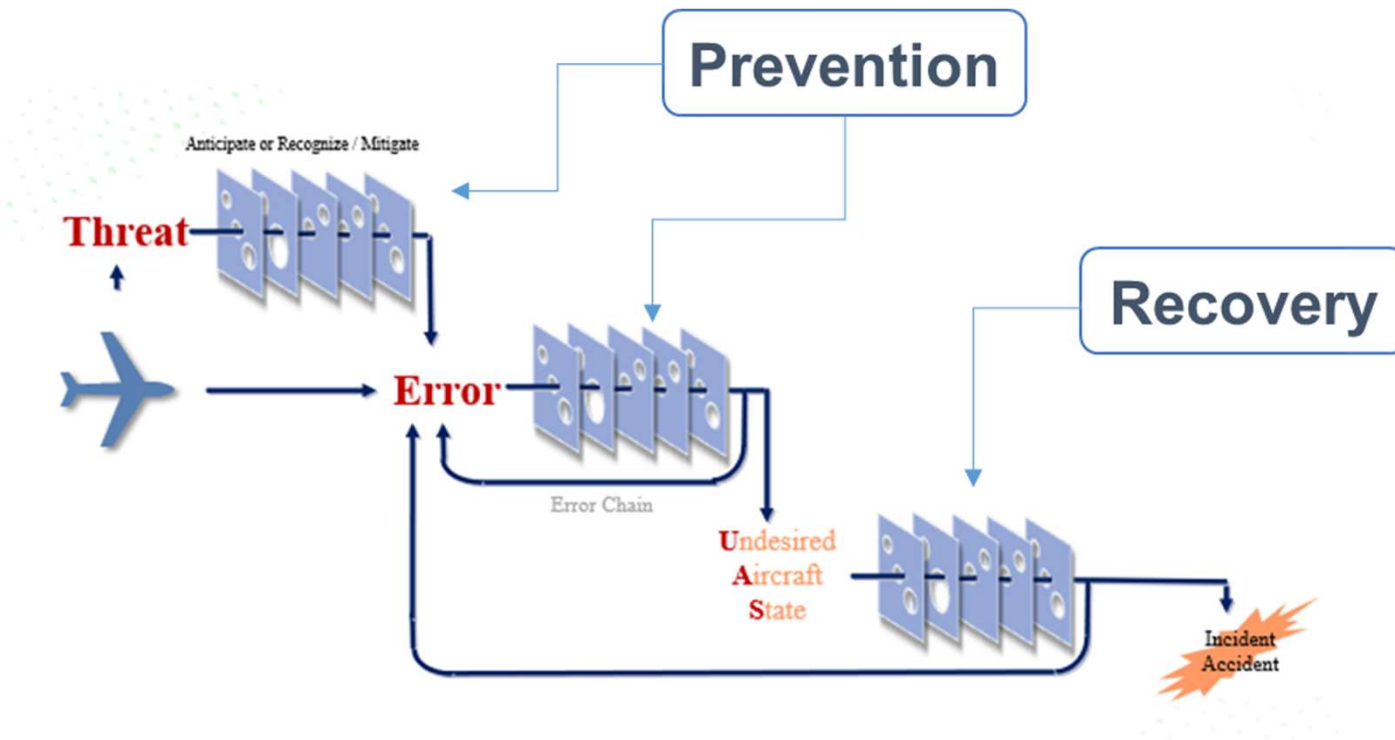 Prevention
Anticipate or Recognize / Mitigate
Threat
Recovery
Error
Error Chain
Undesired
Aircraft
State
Incident
Accident